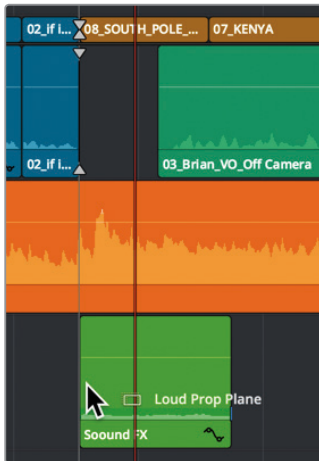 02_if i...
08_SOUTH_POLE_...
07_KENYA
02_if i...
03_Brian_VO_Off Camera
Loud Prop Plane
Soound FX